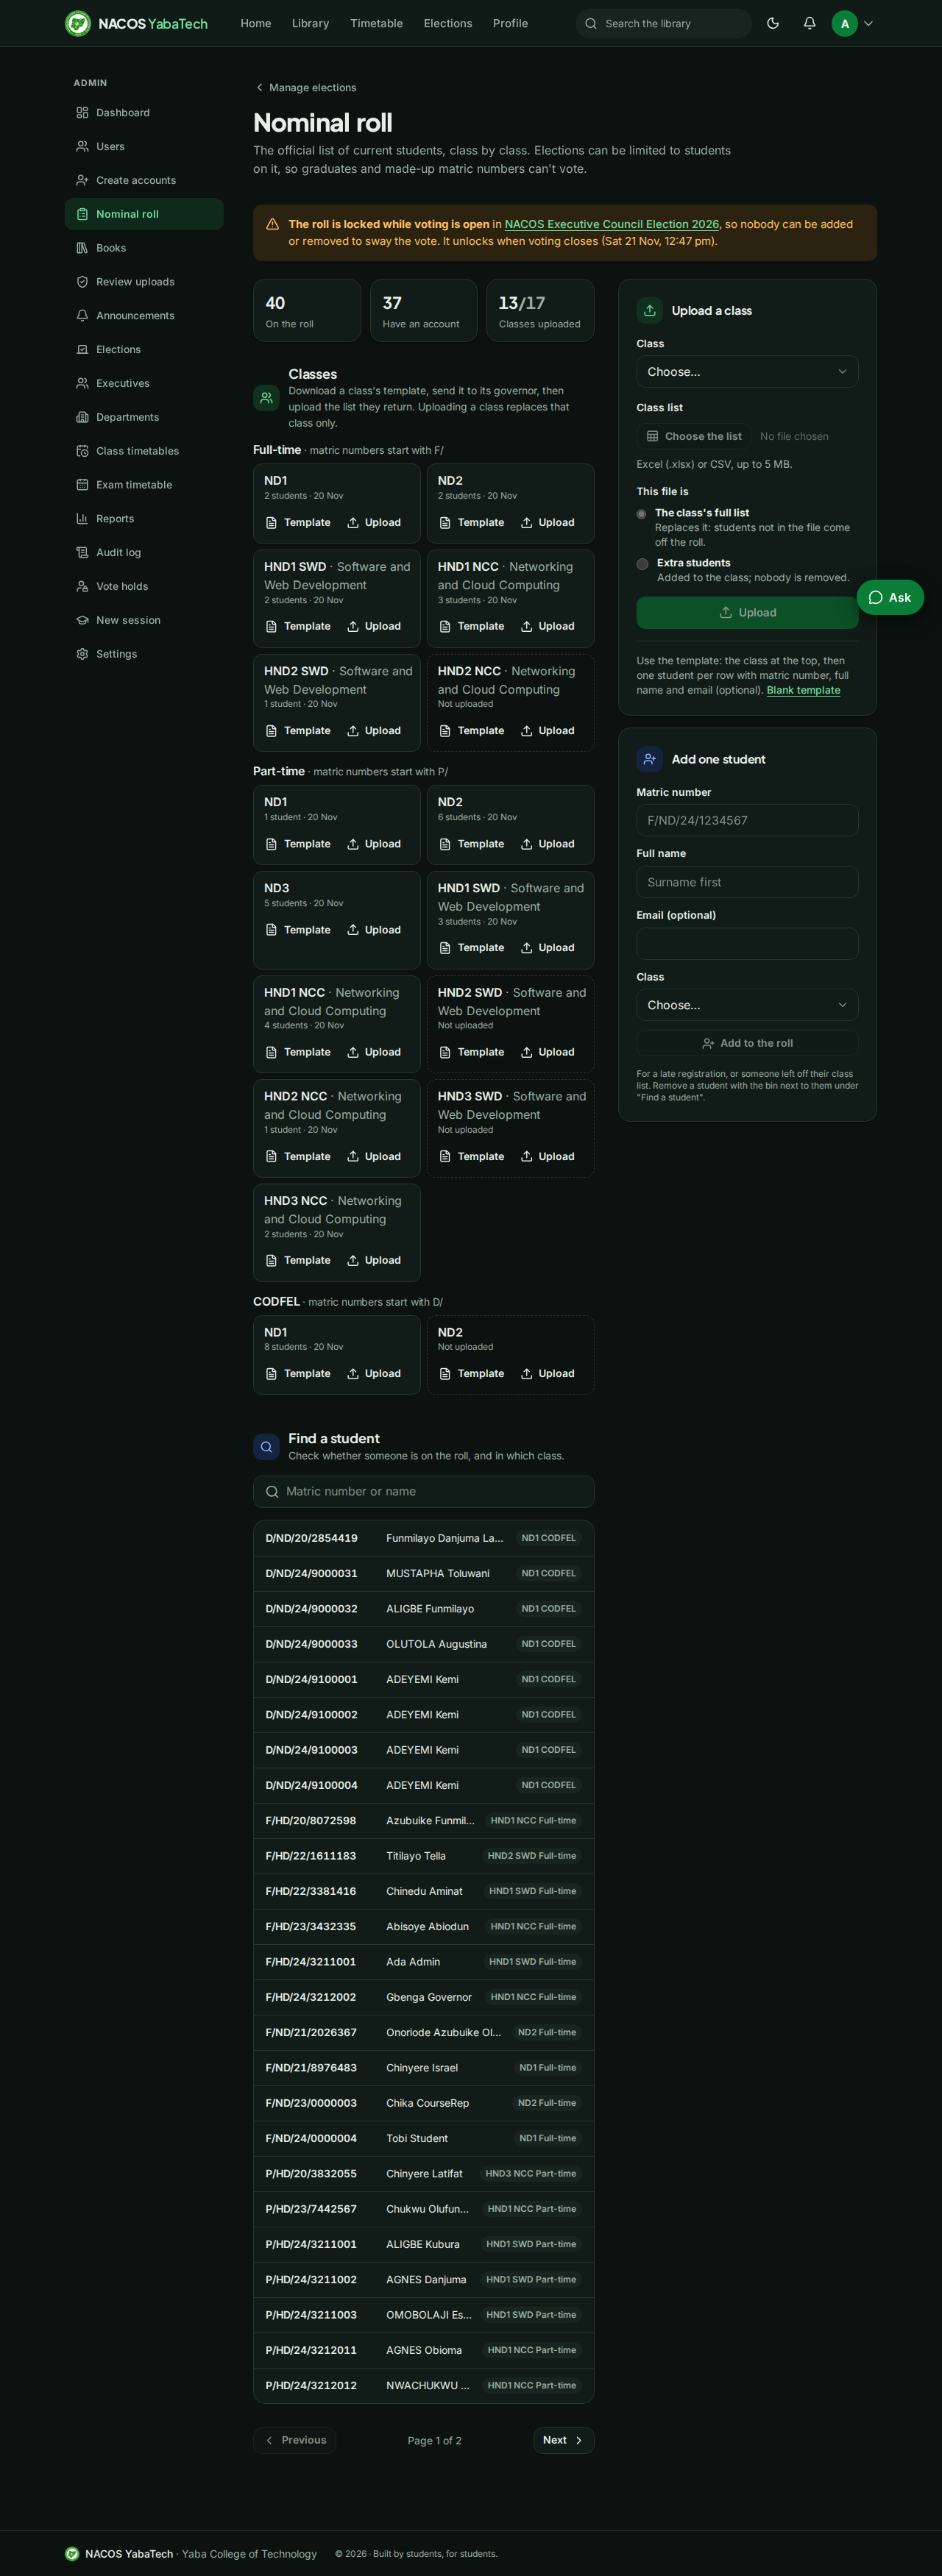 NACOS YabaTech
Home
Library
Timetable
Elections
Profile
Search the library
A
ADMIN
Dashboard
Users
Create accounts
Nominal roll
Books
Review uploads
Announcements
Elections
Executives
Departments
Class timetables
Exam timetable
Reports
Audit log
Vote holds
New session
Settings
Manage elections
Nominal roll
The official list of current students, class by class. Elections can be limited to students
on it, so graduates and made-up matric numbers can't vote.
The roll is locked while voting is open in NACOS Executive Council Election 2026, so nobody can be added
or removed to sway the vote. It unlocks when voting closes (Sat 21 Nov, 12:47 pm).
40
On the roll
37
Have an account
13/17
Classes uploaded
Classes
Download a class's template, send it to its governor, then
upload the list they return. Uploading a class replaces that
class only.
Full-time · matric numbers start with F/
ND1
2 students · 20 Nov
Template Upload
ND2
2 students · 20 Nov
Template Upload
HND1 SWD · Software and
Web Development
2 students · 20 Nov
Template Upload
HND1 NCC · Networking
and Cloud Computing
3 students · 20 Nov
Template Upload
HND2 SWD · Software and
Web Development
1 student · 20 Nov
Template Upload
HND2 NCC · Networking
and Cloud Computing
Not uploaded
Template Upload
Part-time · matric numbers start with P/
ND1
1 student · 20 Nov
Template Upload
ND2
6 students · 20 Nov
Template Upload
ND3
5 students · 20 Nov
Template Upload
HND1 SWD · Software and
Web Development
3 students · 20 Nov
Template Upload
HND1 NCC · Networking
and Cloud Computing
4 students · 20 Nov
Template Upload
HND2 SWD · Software and
Web Development
Not uploaded
Template Upload
HND2 NCC · Networking
and Cloud Computing
1 student · 20 Nov
Template Upload
HND3 SWD · Software and
Web Development
Not uploaded
Template Upload
HND3 NCC · Networking
and Cloud Computing
2 students · 20 Nov
Template Upload
CODFEL · matric numbers start with D/
ND1
8 students · 20 Nov
Template Upload
ND2
Not uploaded
Template Upload
Find a student
Check whether someone is on the roll, and in which class.
Matric number or name
D/ND/20/2854419 Funmilayo Danjuma La... ND1 CODFEL
D/ND/24/9000031 MUSTAPHA Toluwani ND1 CODFEL
D/ND/24/9000032 ALIGBE Funmilayo ND1 CODFEL
D/ND/24/9000033 OLUTOLA Augustina ND1 CODFEL
D/ND/24/9100001 ADEYEMI Kemi ND1 CODFEL
D/ND/24/9100002 ADEYEMI Kemi ND1 CODFEL
D/ND/24/9100003 ADEYEMI Kemi ND1 CODFEL
D/ND/24/9100004 ADEYEMI Kemi ND1 CODFEL
F/HD/20/8072598 Azubuike Funmil... HND1 NCC Full-time
F/HD/22/1611183 Titilayo Tella HND2 SWD Full-time
F/HD/22/3381416 Chinedu Aminat HND1 SWD Full-time
F/HD/23/3432335 Abisoye Abiodun HND1 NCC Full-time
F/HD/24/3211001 Ada Admin HND1 SWD Full-time
F/HD/24/3212002 Gbenga Governor HND1 NCC Full-time
F/ND/21/2026367 Onoriode Azubuike Ol... ND2 Full-time
F/ND/21/8976483 Chinyere Israel ND1 Full-time
F/ND/23/0000003 Chika CourseRep ND2 Full-time
F/ND/24/0000004 Tobi Student ND1 Full-time
P/HD/20/3832055 Chinyere Latifat HND3 NCC Part-time
P/HD/23/7442567 Chukwu Olufun... HND1 NCC Part-time
P/HD/24/3211001 ALIGBE Kubura HND1 SWD Part-time
P/HD/24/3211002 AGNES Danjuma HND1 SWD Part-time
P/HD/24/3211003 OMOBOLAJI Es... HND1 SWD Part-time
P/HD/24/3212011 AGNES Obioma HND1 NCC Part-time
P/HD/24/3212012 NWACHUKWU ... HND1 NCC Part-time
Previous
Page 1 of 2
Next
Upload a class
Class
Choose...
Class list
Choose the list
No file chosen
Excel (.xlsx) or CSV, up to 5 MB.
This file is
The class's full list
Replaces it: students not in the file come
off the roll.
Extra students
Added to the class; nobody is removed.
Upload
Use the template: the class at the top, then
one student per row with matric number, full
name and email (optional). Blank template
Ask
Add one student
Matric number
F/ND/24/1234567
Full name
Surname first
Email (optional)
Class
Choose...
Add to the roll
For a late registration, or someone left off their class
list. Remove a student with the bin next to them under
"Find a student".
NACOS YabaTech · Yaba College of Technology
© 2026 · Built by students, for students.